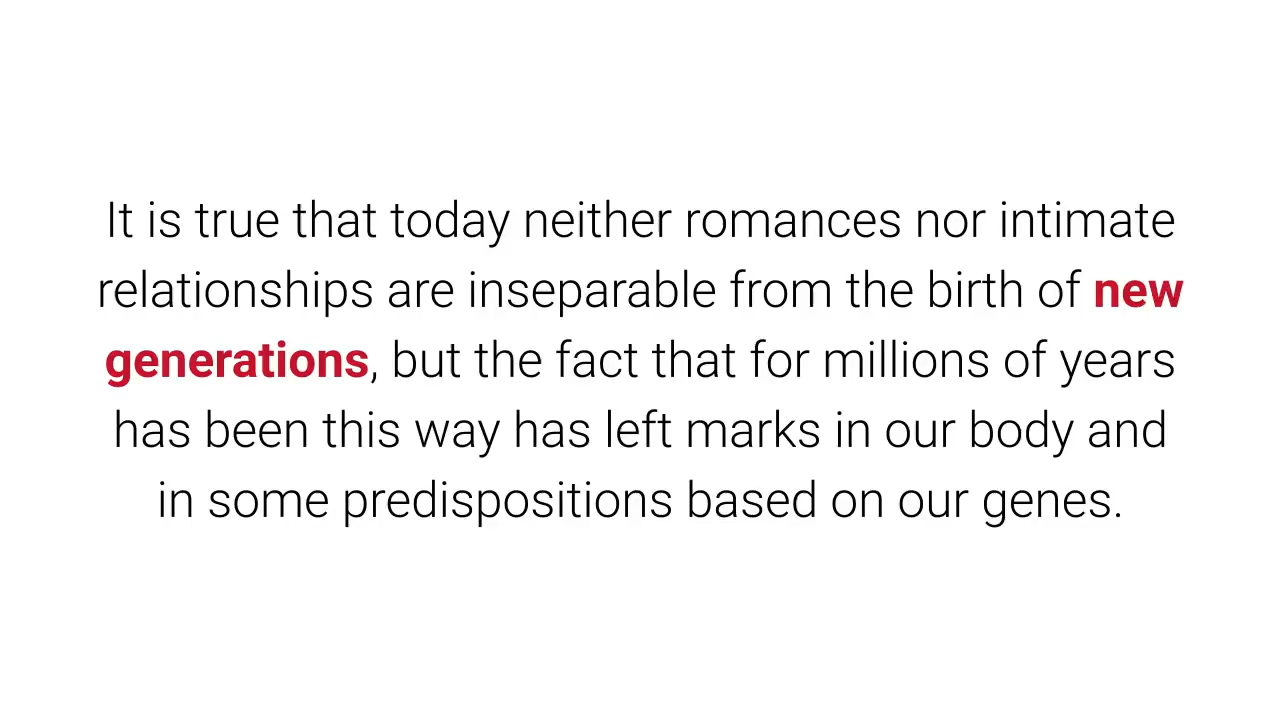 It is true that today neither romances nor intimate
relationships are inseparable from the birth of new
generations, but the fact that for millions of years
has been this way has left marks in our body and
in some predispositions based on our genes.